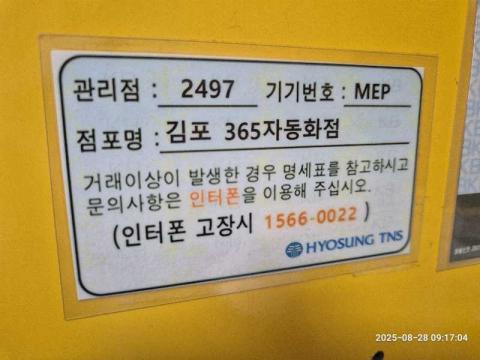 관리점 : 2497 기기번호 : MEP
점포명 : 김포 365자동화점
거래이상이 발생한 경우 명세표를 참고하시고
문의사항은 인터폰을 이용해 주십시오.
(인터폰 고장시 1566-0022 )
HYOSUNG TNS
2025-08-28 09:17:04